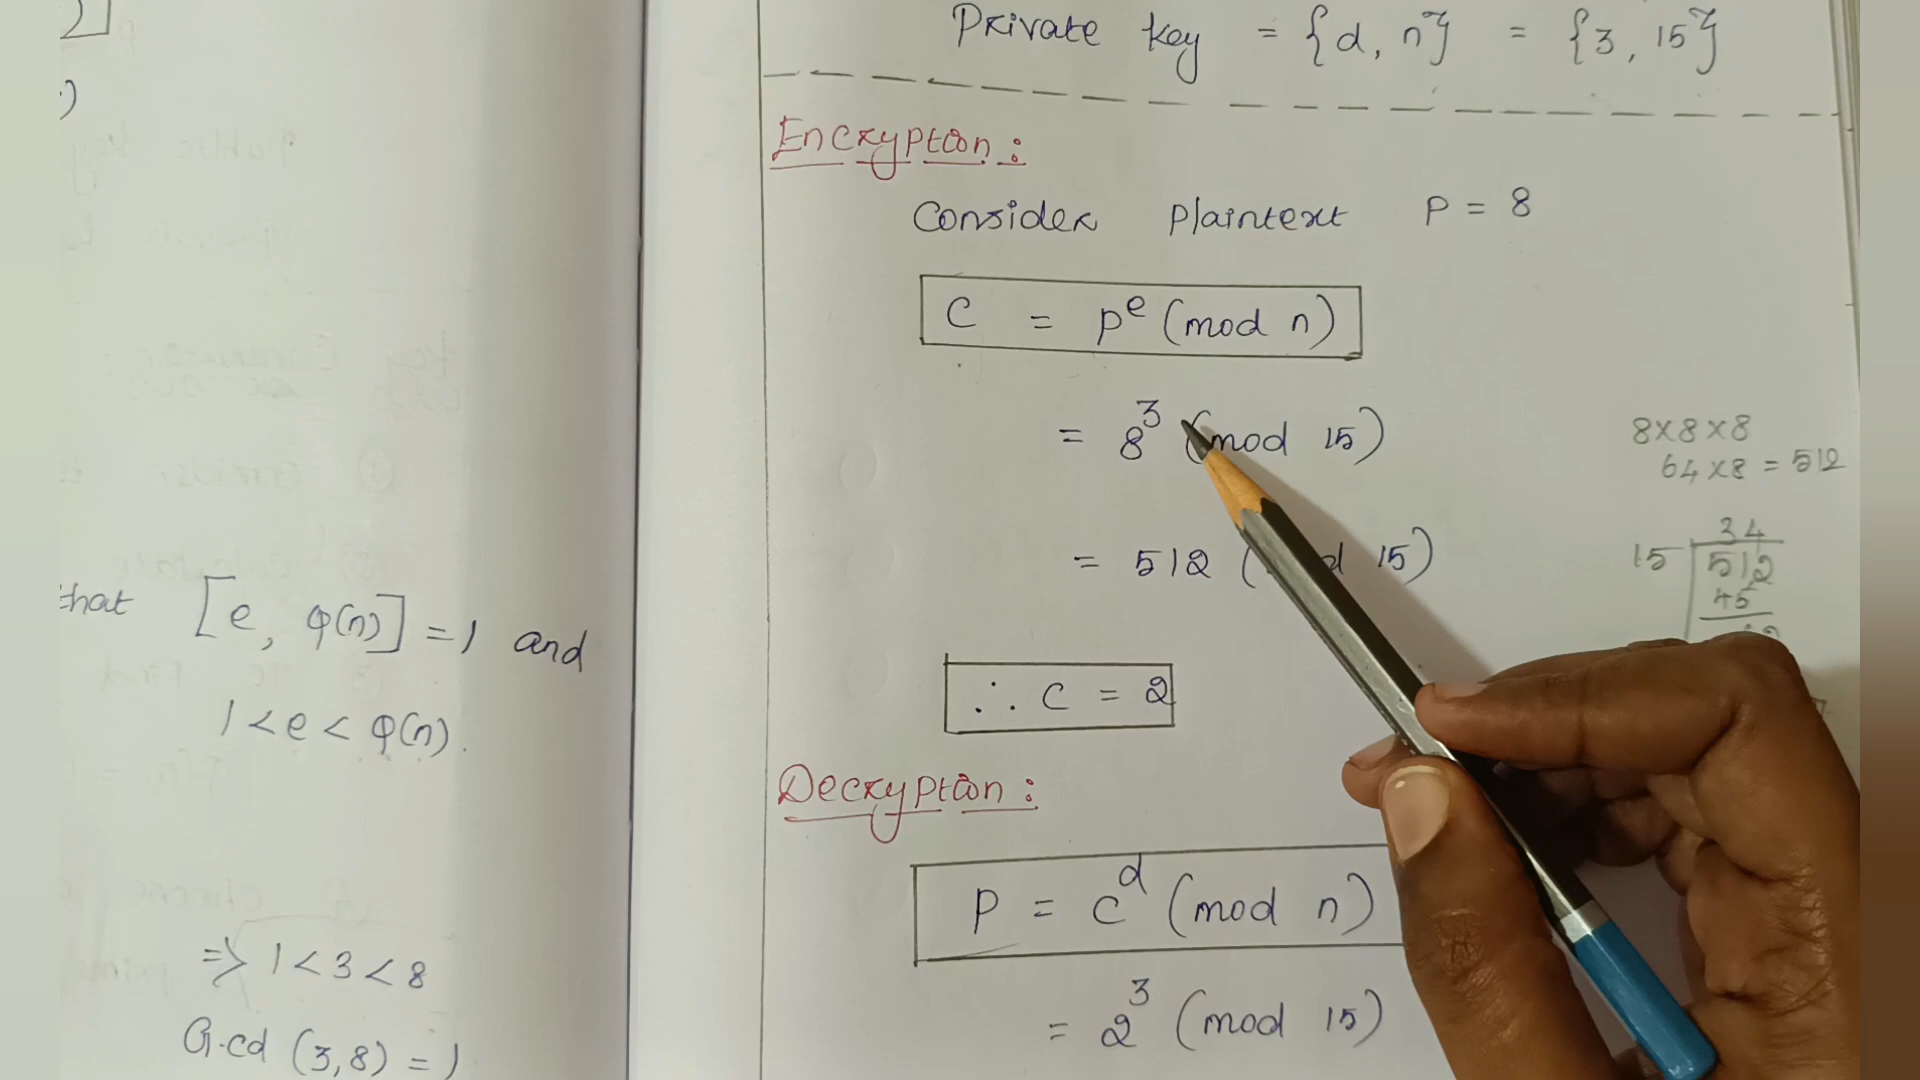 that [e, φ(n)] = 1 and
1 < e < φ(n).
=> 1 < 3 < 8
G.cd (3,8) = 1
Private key = {d, n} = {3, 15}
Encryption:
Consider plaintext P = 8
C = P^e (mod n)
= 8^3 (mod 15)
= 512 ( d 15)
∴ C = 2
8×8×8
64×8 = 512
34
15 512
45
Decryption:
P = C^d (mod n)
= 2^3 (mod 15)